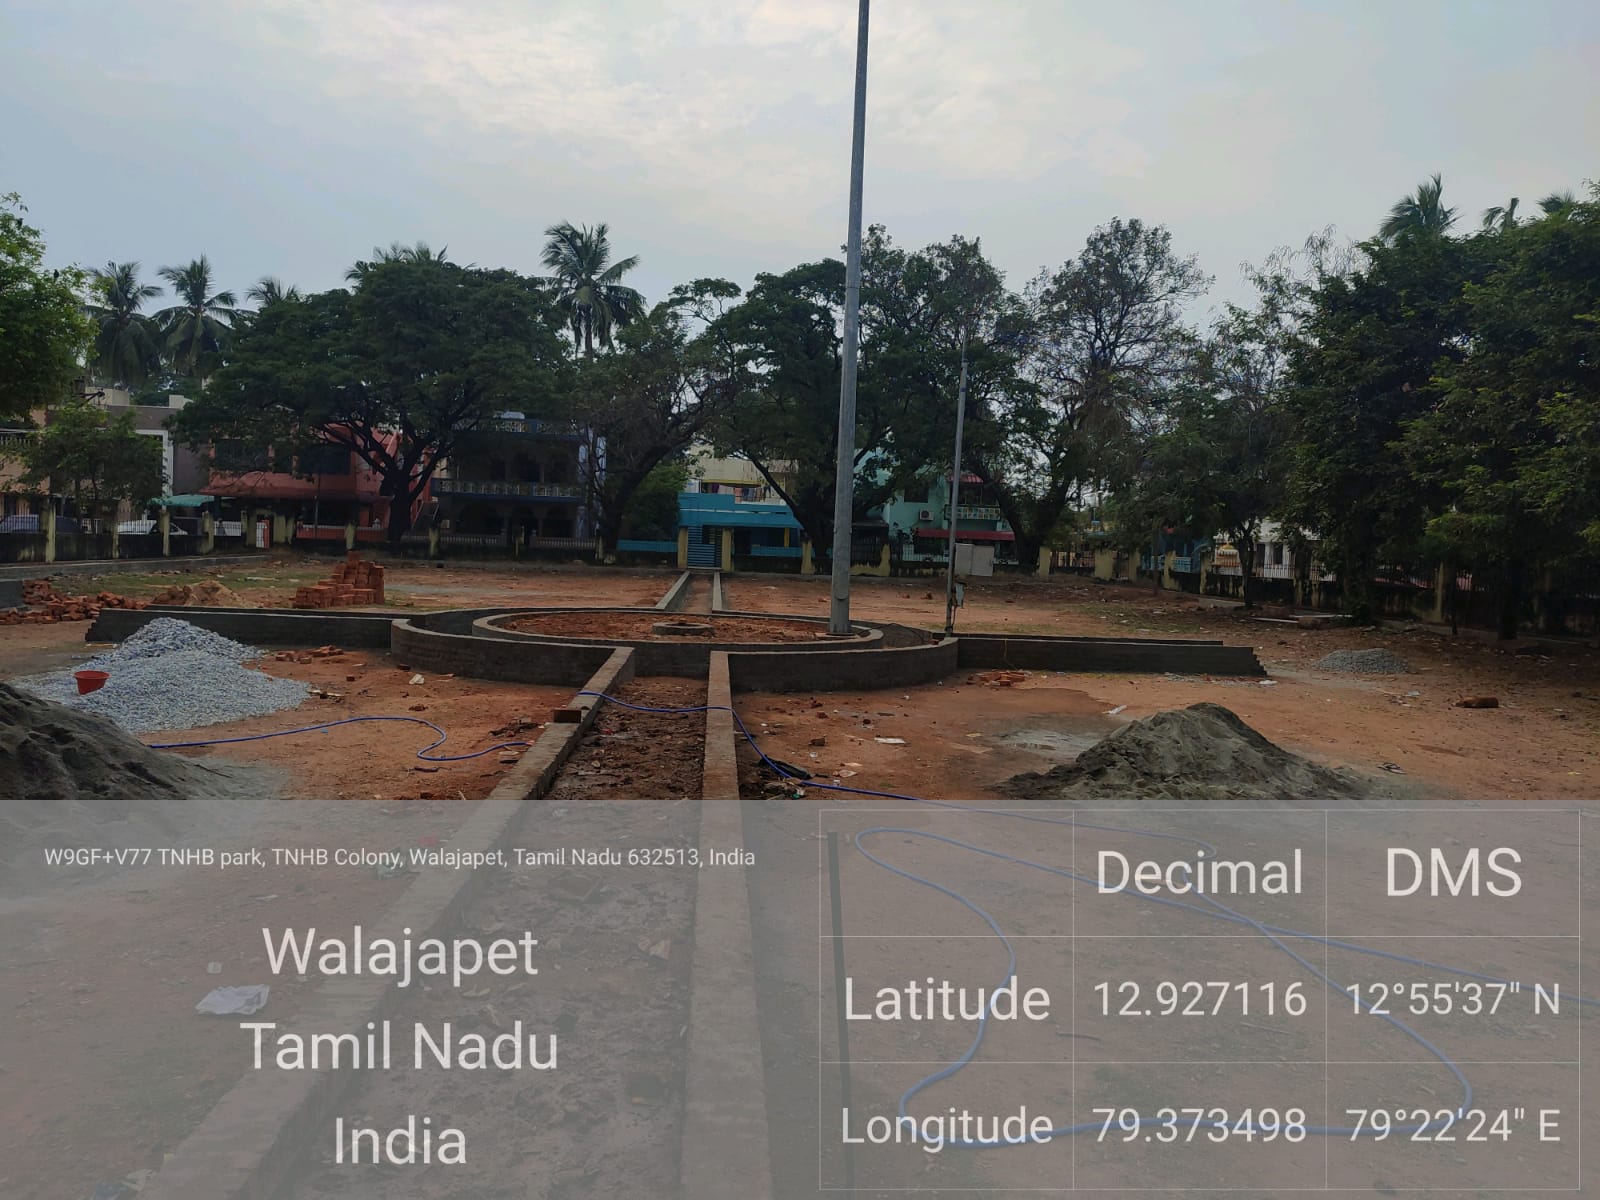 W9GF+V77 TNHB park, TNHB Colony, Walajapet, Tamil Nadu 632513, India
Walajapet
Tamil Nadu
India
Decimal DMS
Latitude 12.927116 12°55'37" N
Longitude 79.373498 79°22'24" E